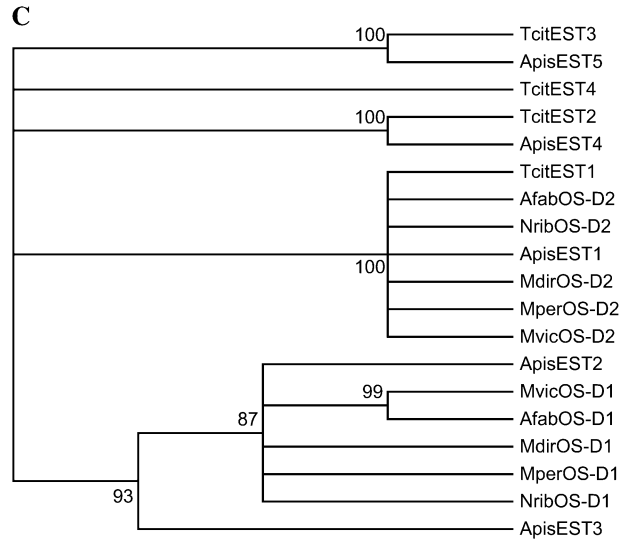 C
100
TcitEST3
ApisEST5
TcitEST4
100
TcitEST2
ApisEST4
TcitEST1
AfabOS-D2
NribOS-D2
ApisEST1
100
MdirOS-D2
MperOS-D2
MvicOS-D2
ApisEST2
99
MvicOS-D1
87
AfabOS-D1
MdirOS-D1
MperOS-D1
93
NribOS-D1
ApisEST3